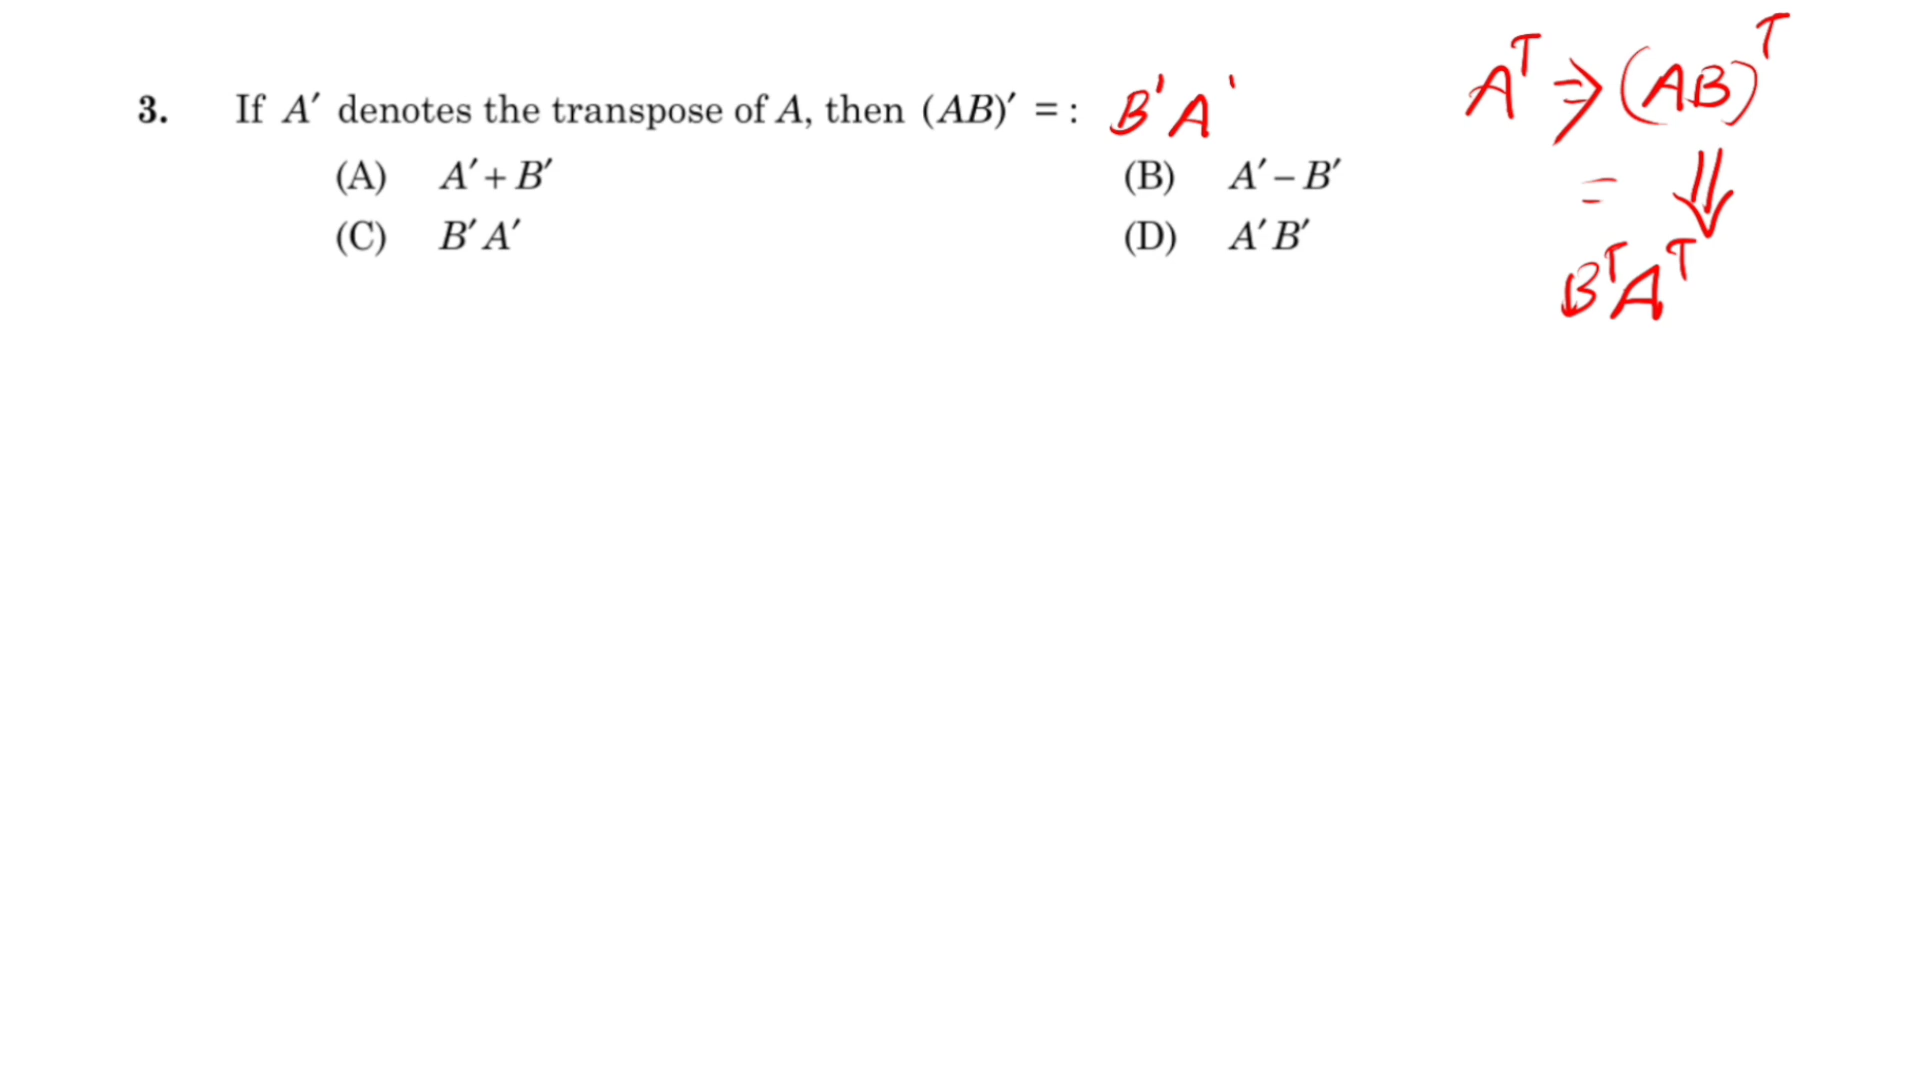 3. If A′ denotes the transpose of A, then (AB)′ = : B'A'
(A) A′ + B′ (B) A′ – B′
(C) B′ A′ (D) A′ B′
Aᵀ ⇒ (AB)ᵀ
= ⇓
BᵀAᵀ